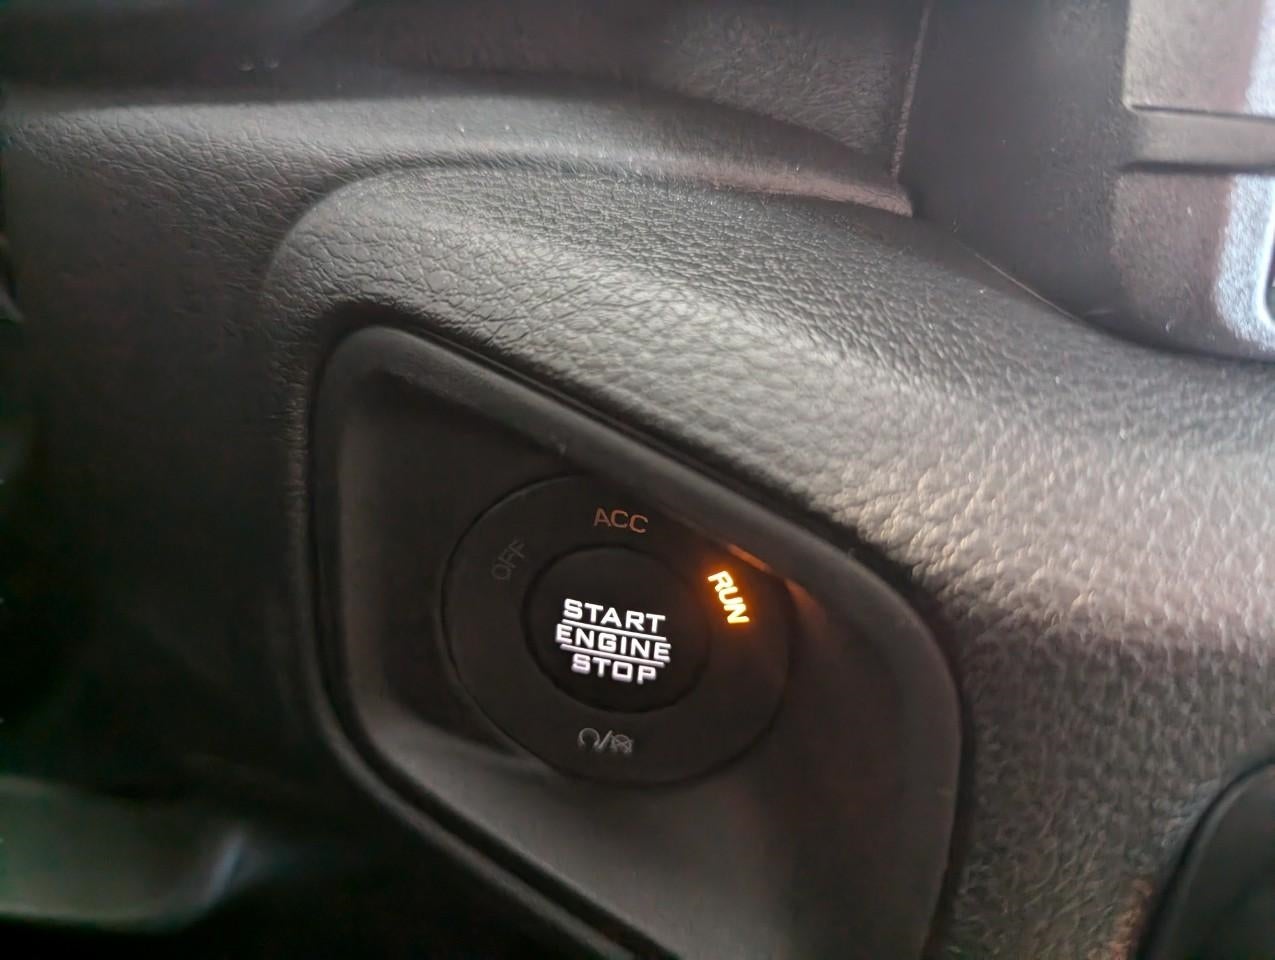 ACC
OFF
RUN
START
ENGINE
STOP